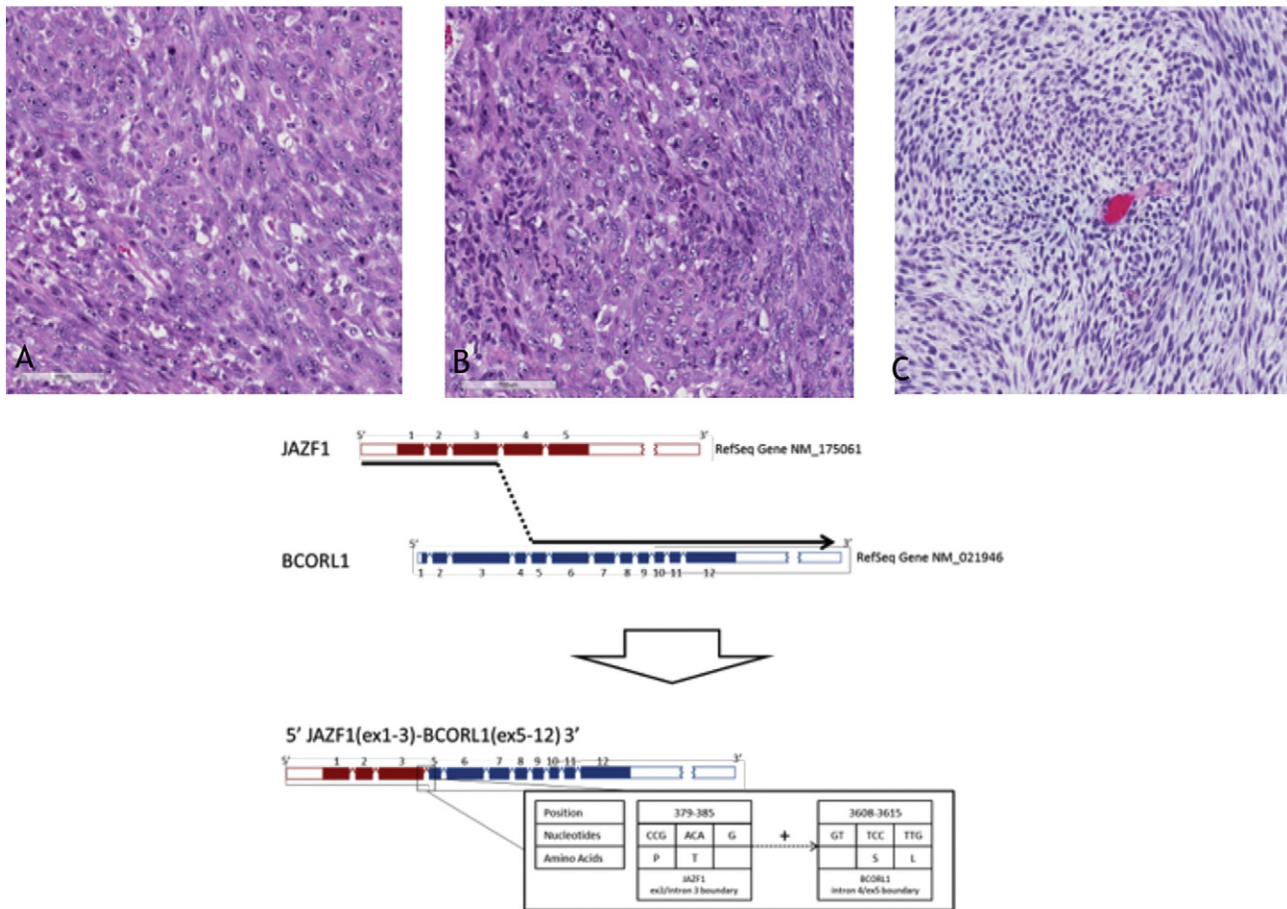 A
B
C
5' 1 2 3 4 5 3'
JAZF1
RefSeq Gene NM_175061
5' 3'
BCORL1
RefSeq Gene NM_021946
1 2 3 4 5 6 7 8 9 10 11 12
5' JAZF1(ex1-3)-BCORL1(ex5-12) 3'
5' 1 2 3 5 6 7 8 9 10 11 12 3'
Position 379-385 3608-3615
Nucleotides CCG ACA G + GT TCC TTG
Amino Acids P T S L
JAZF1 BCORL1
ex3/intron 3 boundary intron 4/ex5 boundary